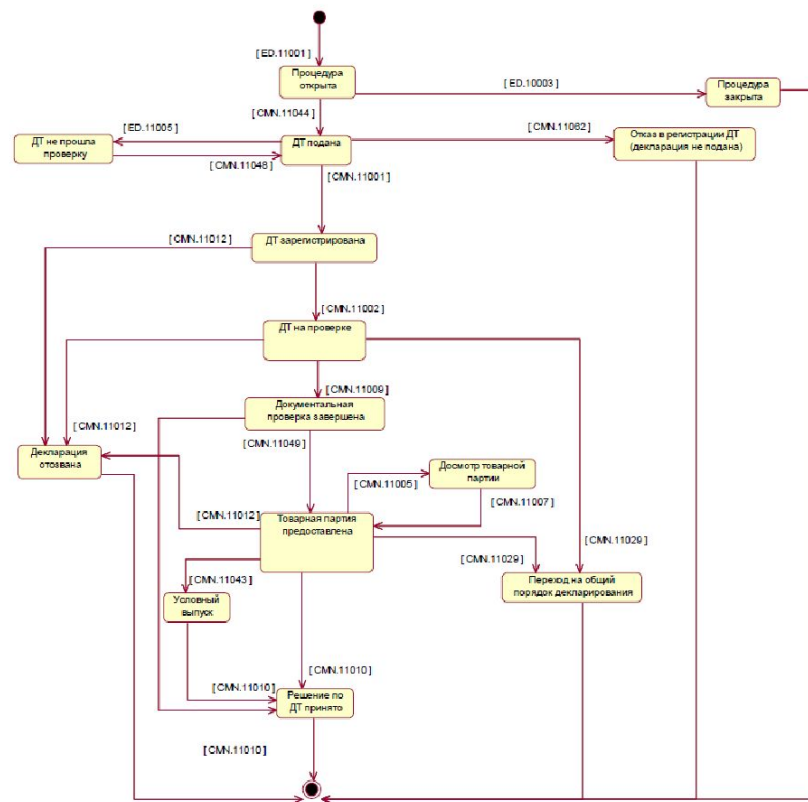 [ED.11001]
Процедура
открыта
[ED.10003]
Процедура
закрыта
[CMN.11044]
[ED.11005]
[CMN.11062]
ДТ не прошла
проверку
ДТ подана
Отказ в регистрации ДТ
(декларация не подана)
[CMN.11046]
[CMN.11001]
[CMN.11012]
ДТ зарегистрирована
[CMN.11002]
ДТ на проверке
[CMN.11009]
Документальная
проверка завершена
[CMN.11012]
[CMN.11049]
Декларация
отозвана
Досмотр товарной
партии
[CMN.11005]
[CMN.11007]
[CMN.11012]
Товарная партия
предоставлена
[CMN.11029]
[CMN.11029]
[CMN.11043]
Переход на общий
порядок декларирования
Условный
выпуск
[CMN.11010]
[CMN.11010]
Решение по
ДТ принято
[CMN.11010]